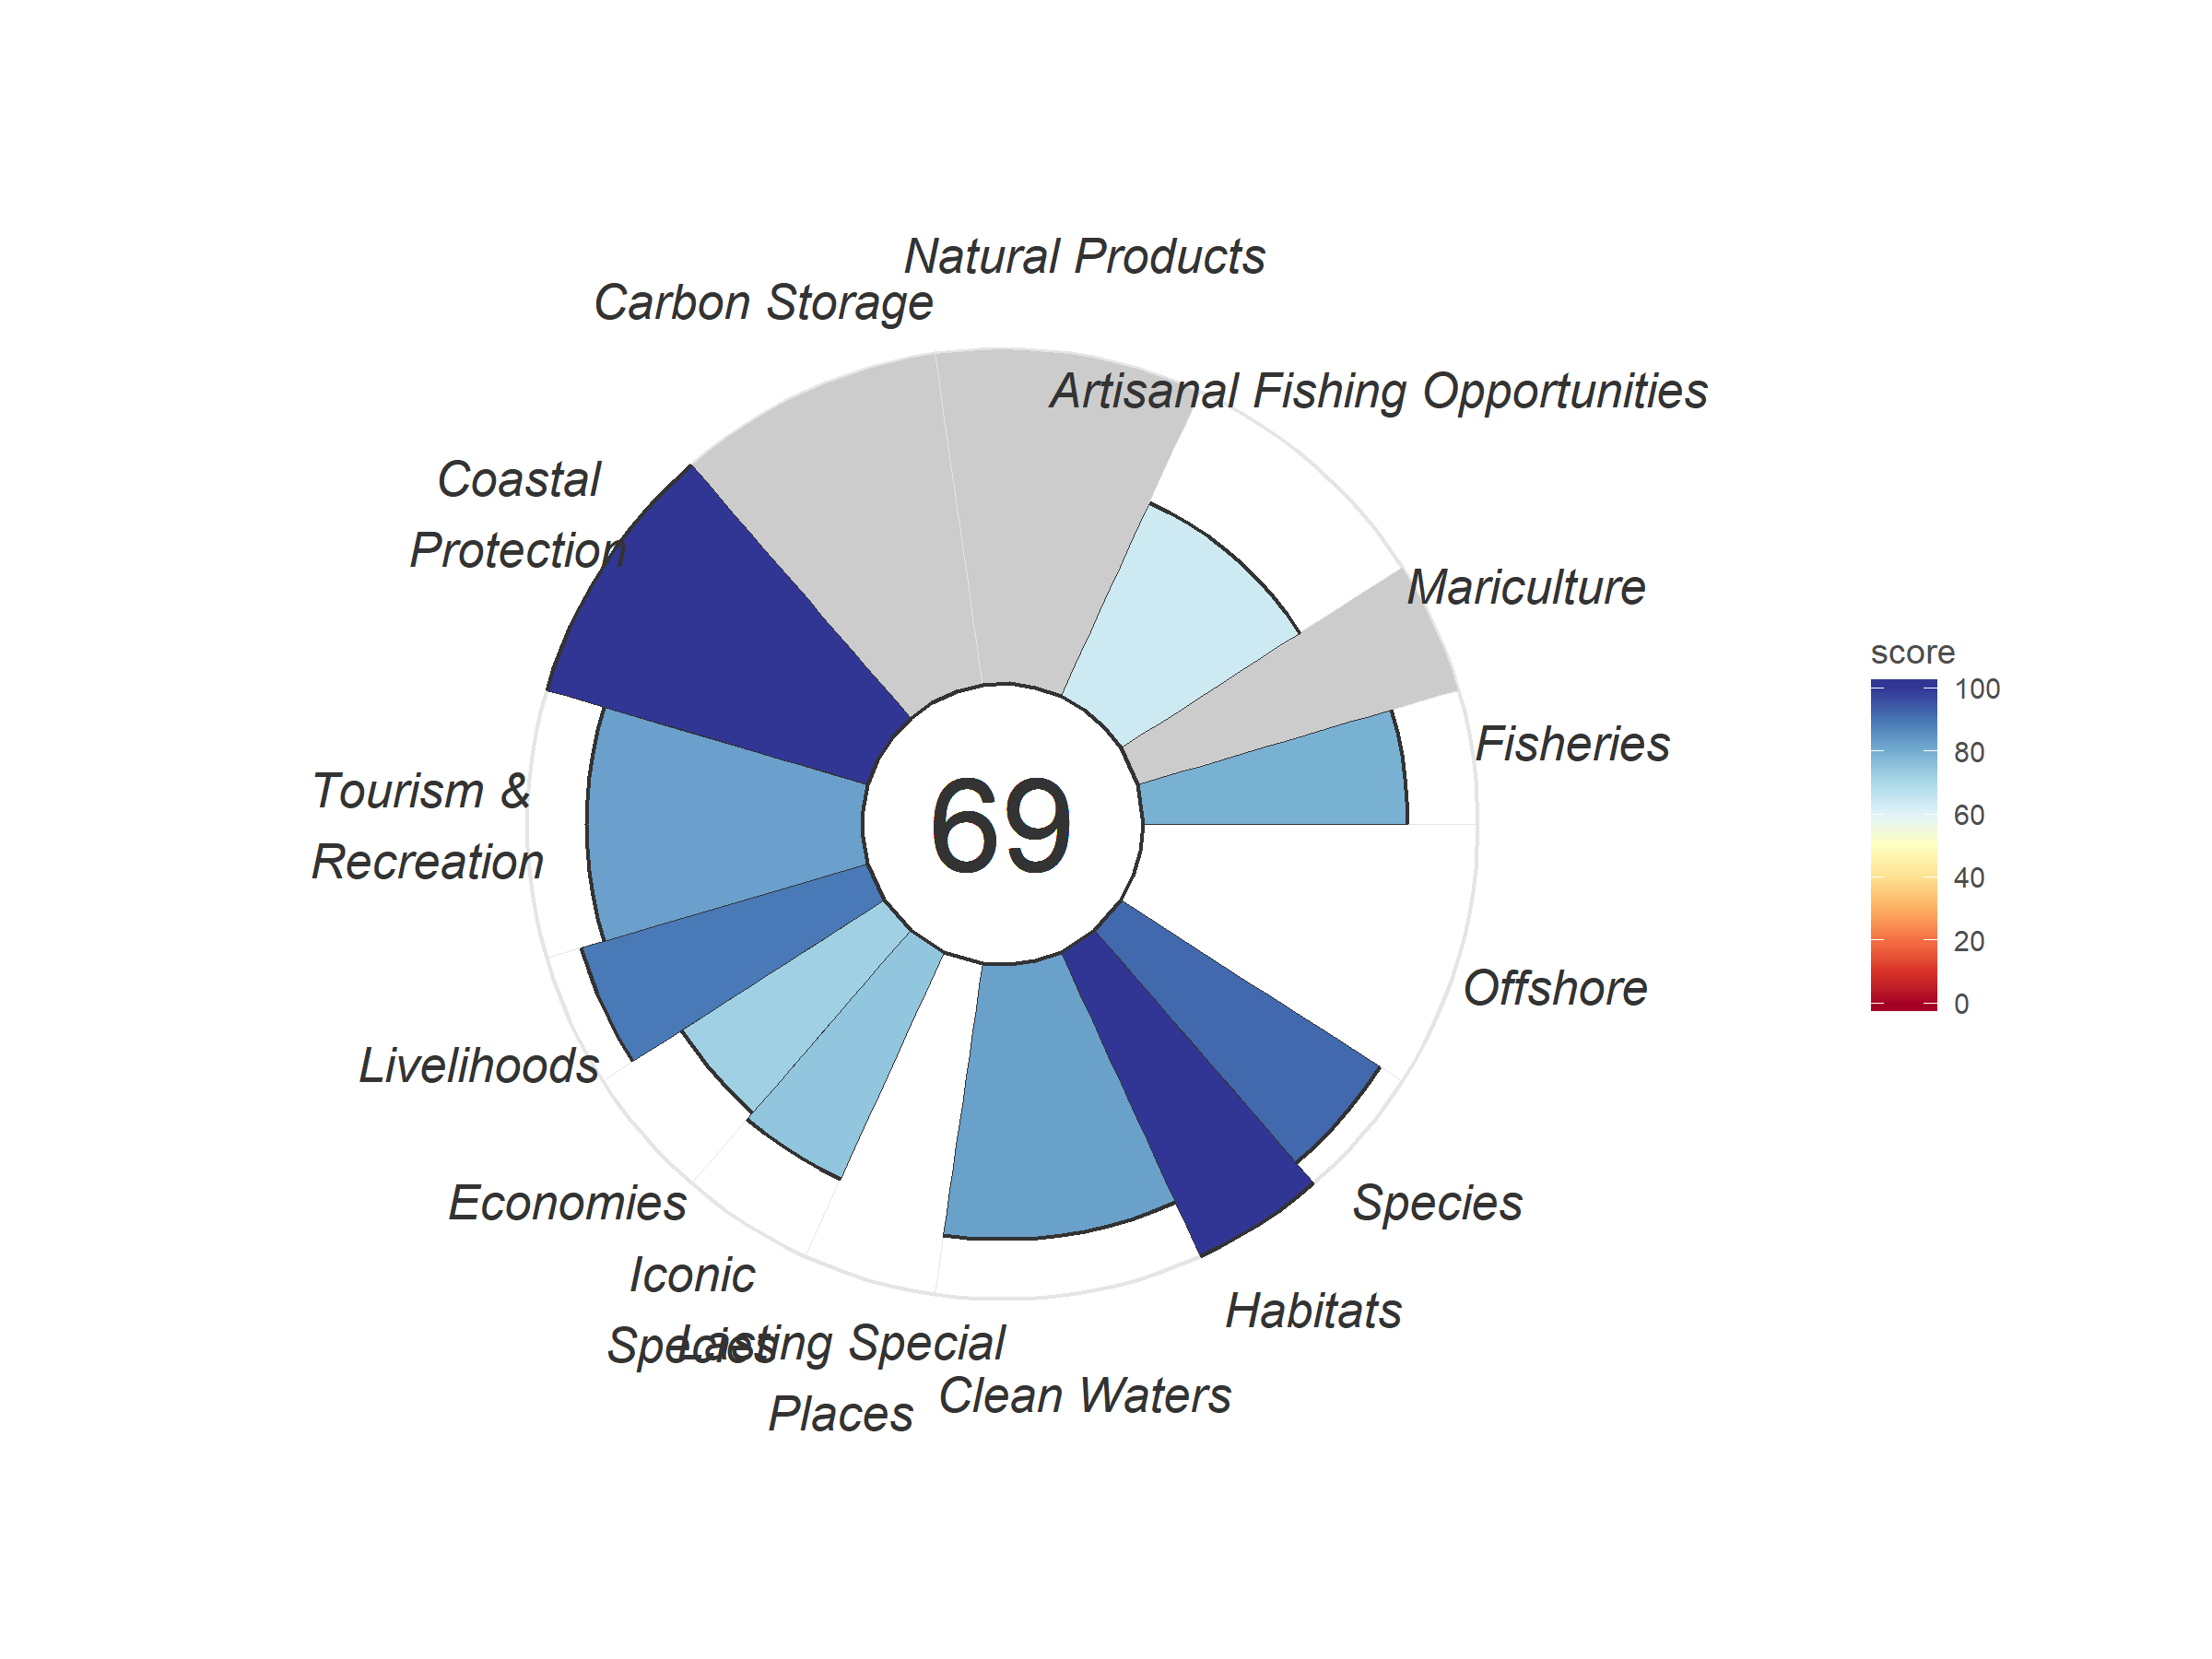 Natural Products
Carbon Storage
Artisanal Fishing Opportunities
Coastal
Protection
Mariculture
Fisheries
Tourism &
Recreation
69
Offshore
Livelihoods
Economies
Species
Iconic
Species
Habitats
Lasting Special
Places
Clean Waters
score
100
80
60
40
20
0